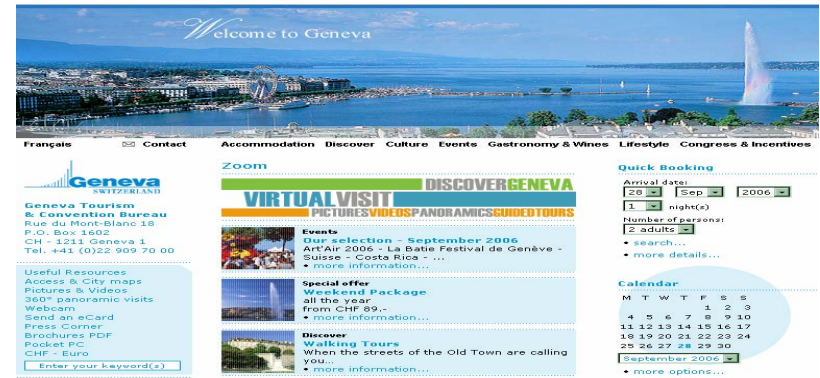 Welcome to Geneva
Français Contact Accommodation Discover Culture Events Gastronomy & Wines Lifestyle Congress & Incentives
Geneva
SWITZERLAND
Geneva Tourism
& Convention Bureau
Rue du Mont-Blanc 18
P.O. Box 1602
CH - 1211 Geneva 1
Tel. +41 (0)22 909 70 00
Useful Resources
Access & City maps
Pictures & Videos
360° panoramic visits
Webcam
Send an eCard
Press Corner
Brochures PDF
Pocket PC
CHF - Euro
Enter your keyword(s)
Zoom
DISCOVERGENEVA
VIRTUALVISIT
PICTURESVIDEOSPANORAMICSGUIDEDTOURS
Events
Our selection - September 2006
Art'Air 2006 - La Batie Festival de Genève -
Suisse - Costa Rica - ...
• more information...
Special offer
Weekend Package
all the year
from CHF 89.-
• more information...
Discover
Walking Tours
When the streets of the Old Town are calling
you...
• more information...
Quick Booking
Arrival date:
28 Sep 2006
1 night(s)
Number of persons:
2 adults
• search...
• more details...
Calendar
M T W T F S S
1 2 3
4 5 6 7 8 9 10
11 12 13 14 15 16 17
18 19 20 21 22 23 24
25 26 27 28 29 30
September 2006
• more options...